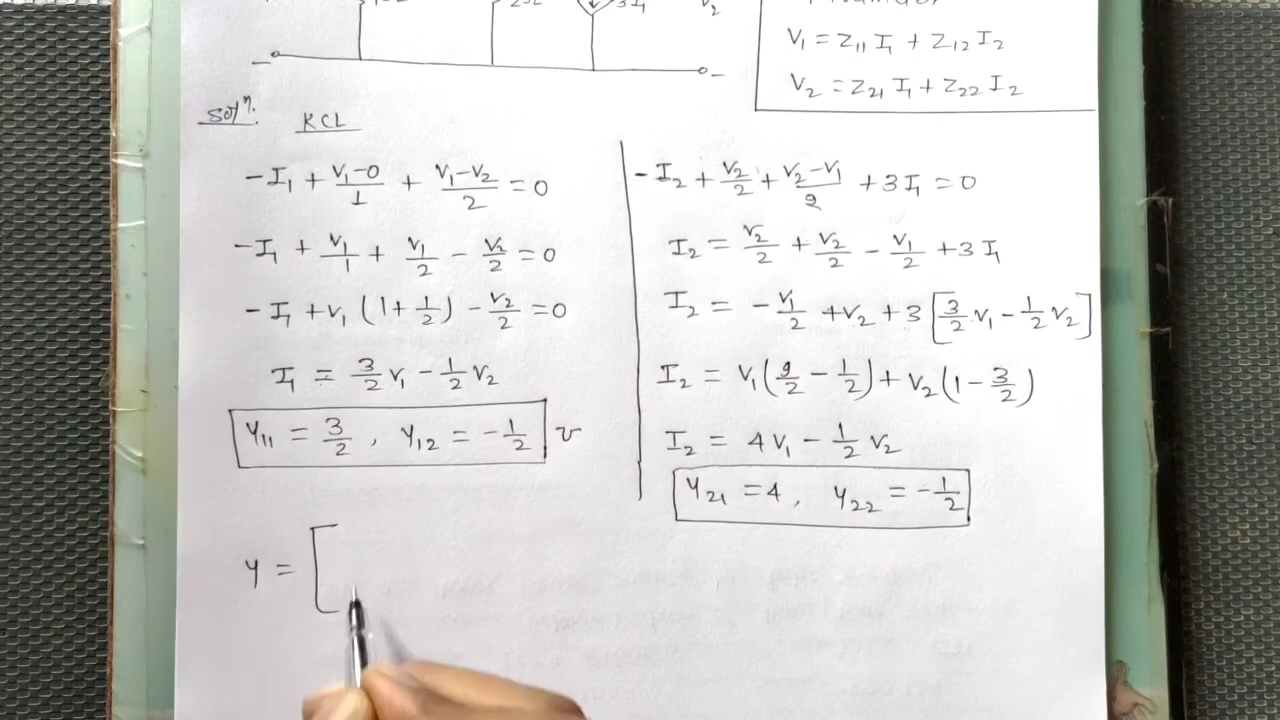 V₂
V₁ = Z₁₁ I₁ + Z₁₂ I₂
V₂ = Z₂₁ I₁ + Z₂₂ I₂
Solⁿ. KCL
-I₁ + (V₁-0)/1 + (V₁-V₂)/2 = 0
-I₁ + V₁/1 + V₁/2 - V₂/2 = 0
-I₁ + V₁ (1 + 1/2) - V₂/2 = 0
I₁ = 3/2 V₁ - 1/2 V₂
Y₁₁ = 3/2 , Y₁₂ = -1/2 ʊ
-I₂ + V₂/2 + (V₂-V₁)/2 + 3I₁ = 0
I₂ = V₂/2 + V₂/2 - V₁/2 + 3I₁
I₂ = -V₁/2 + V₂ + 3 [3/2 V₁ - 1/2 V₂]
I₂ = V₁(9/2 - 1/2) + V₂(1 - 3/2)
I₂ = 4V₁ - 1/2 V₂
Y₂₁ = 4 , Y₂₂ = -1/2
Y = [